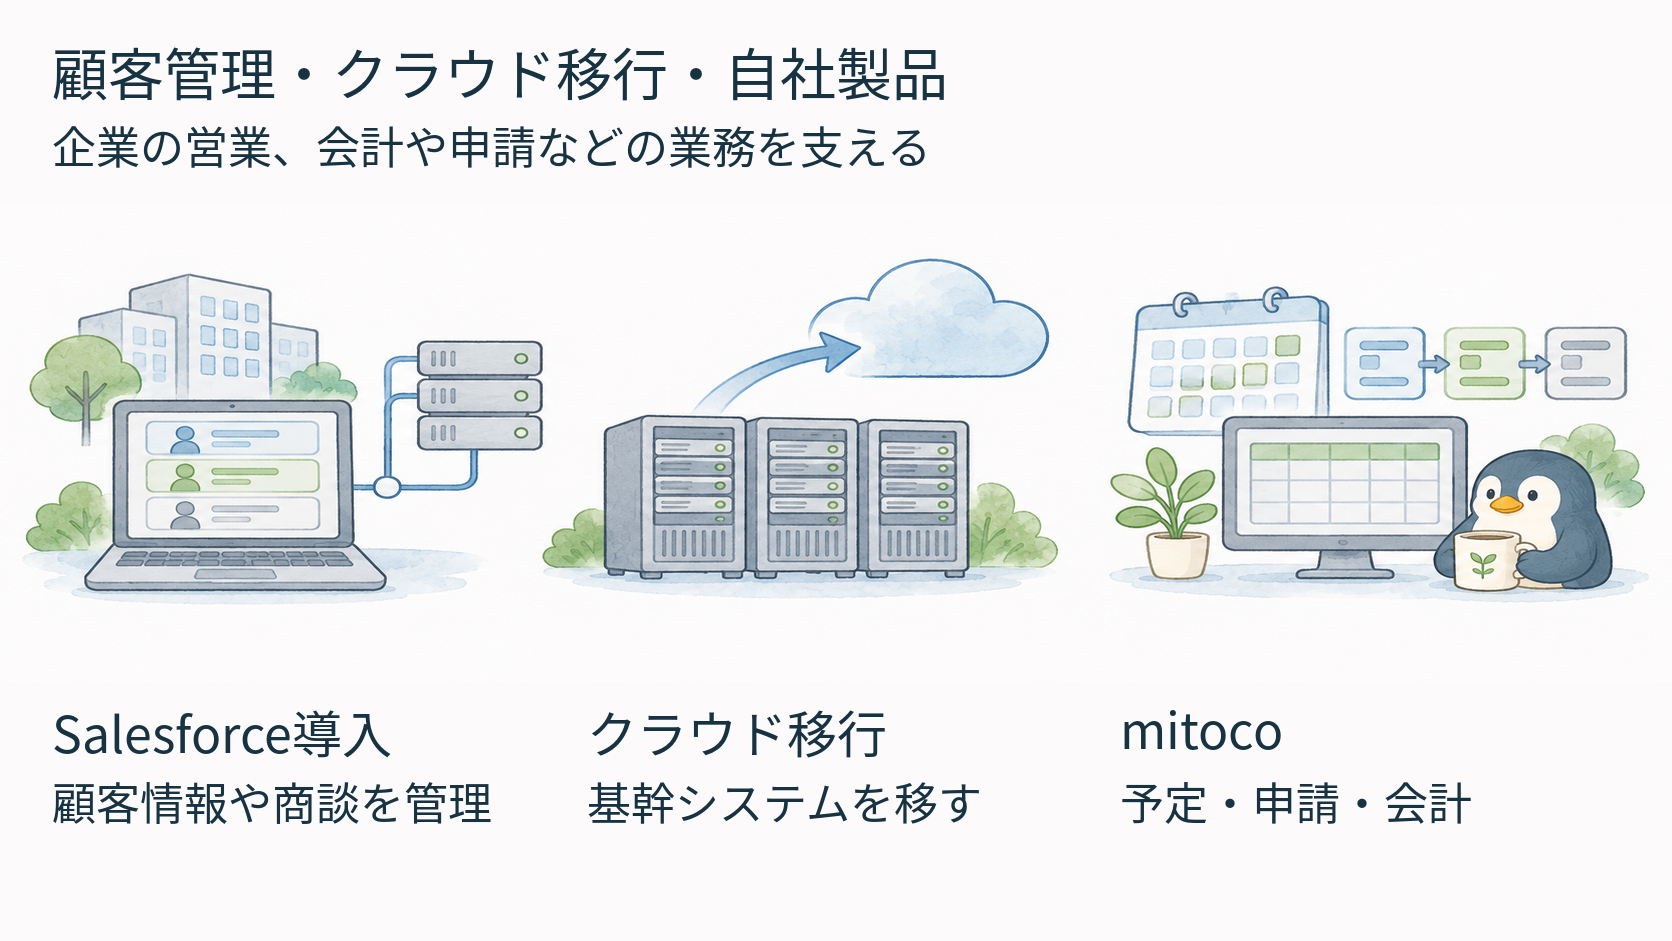 顧客管理・クラウド移行・自社製品
企業の営業、会計や申請などの業務を支える
Salesforce導入
顧客情報や商談を管理
クラウド移行
基幹システムを移す
mitoco
予定・申請・会計